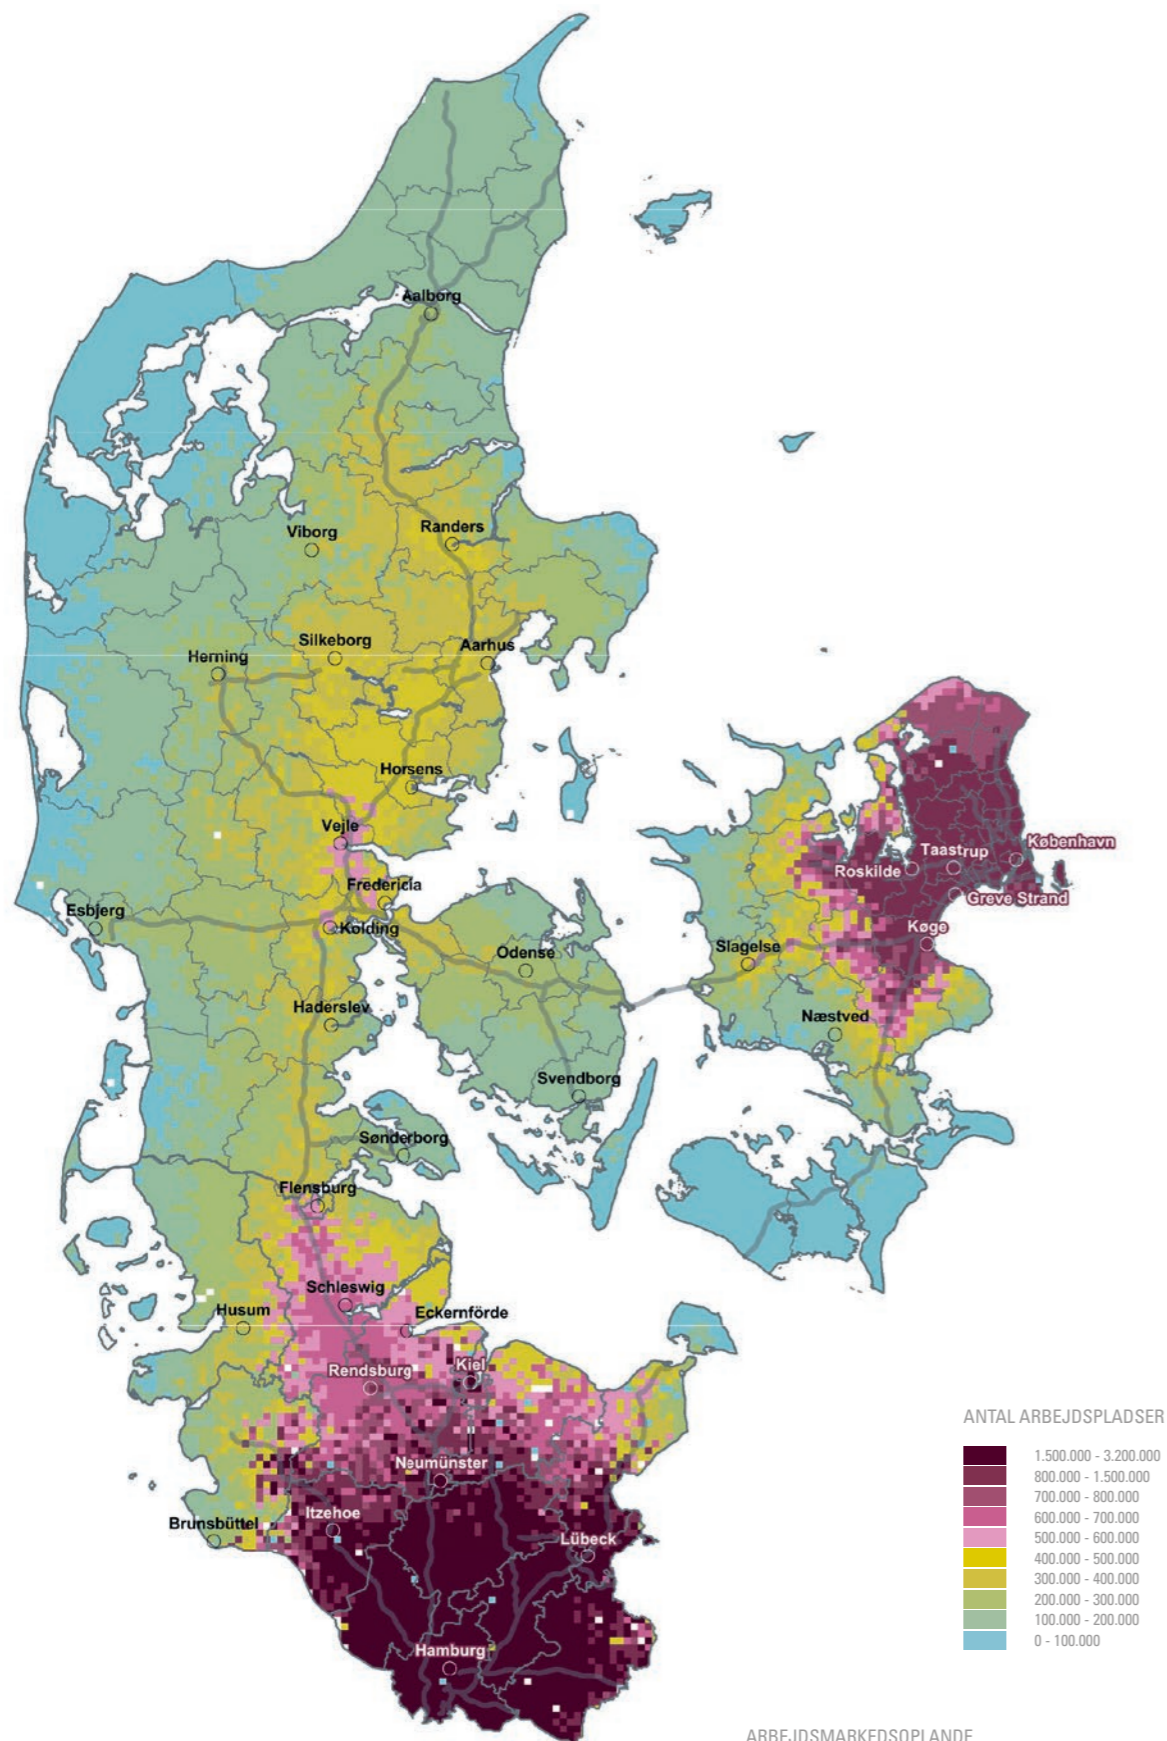 Aalborg
Viborg
Randers
Silkeborg
Aarhus
Herning
Horsens
Vejle
Fredericia
Esbjerg
Kolding
Odense
Haderslev
Svendborg
Sønderborg
København
Taastrup
Roskilde
Greve Strand
Køge
Slagelse
Næstved
Flensburg
Schleswig
Husum
Eckernförde
Rendsburg
Kiel
Neumünster
Itzehoe
Brunsbüttel
Lübeck
Hamburg
ANTAL ARBEJDSPLADSER
1.500.000 - 3.200.000
800.000 - 1.500.000
700.000 - 800.000
600.000 - 700.000
500.000 - 600.000
400.000 - 500.000
300.000 - 400.000
200.000 - 300.000
100.000 - 200.000
0 - 100.000
ARBEJDSMARKEDSOPLANDE